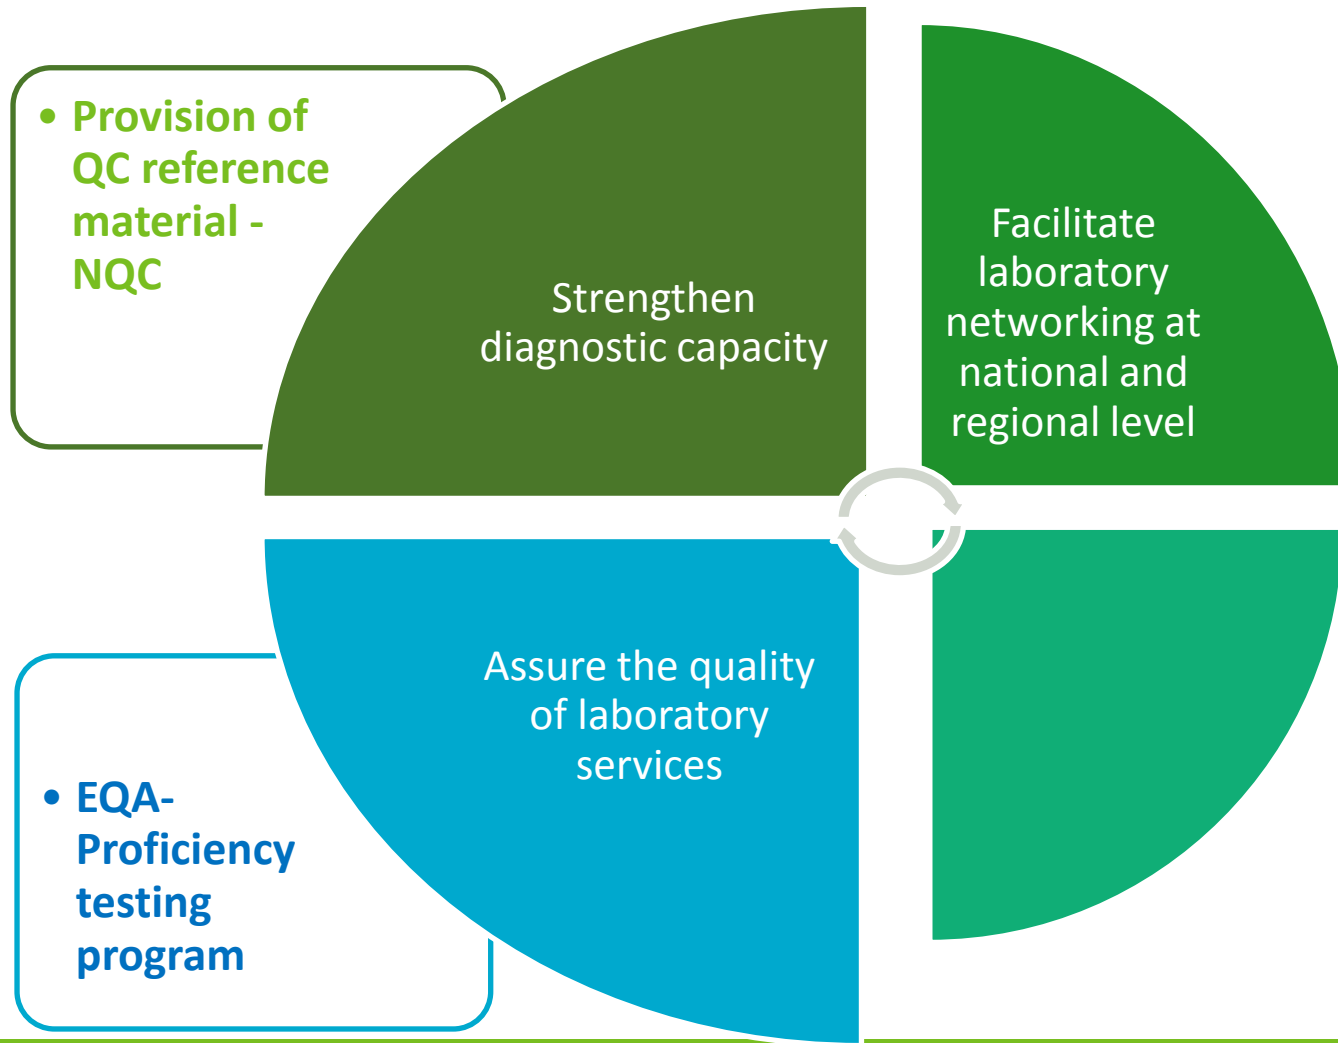 • Provision of
QC reference
material -
NQC
Strengthen
diagnostic capacity
Facilitate
laboratory
networking at
national and
regional level
Assure the quality
of laboratory
services
• EQA-
Proficiency
testing
program